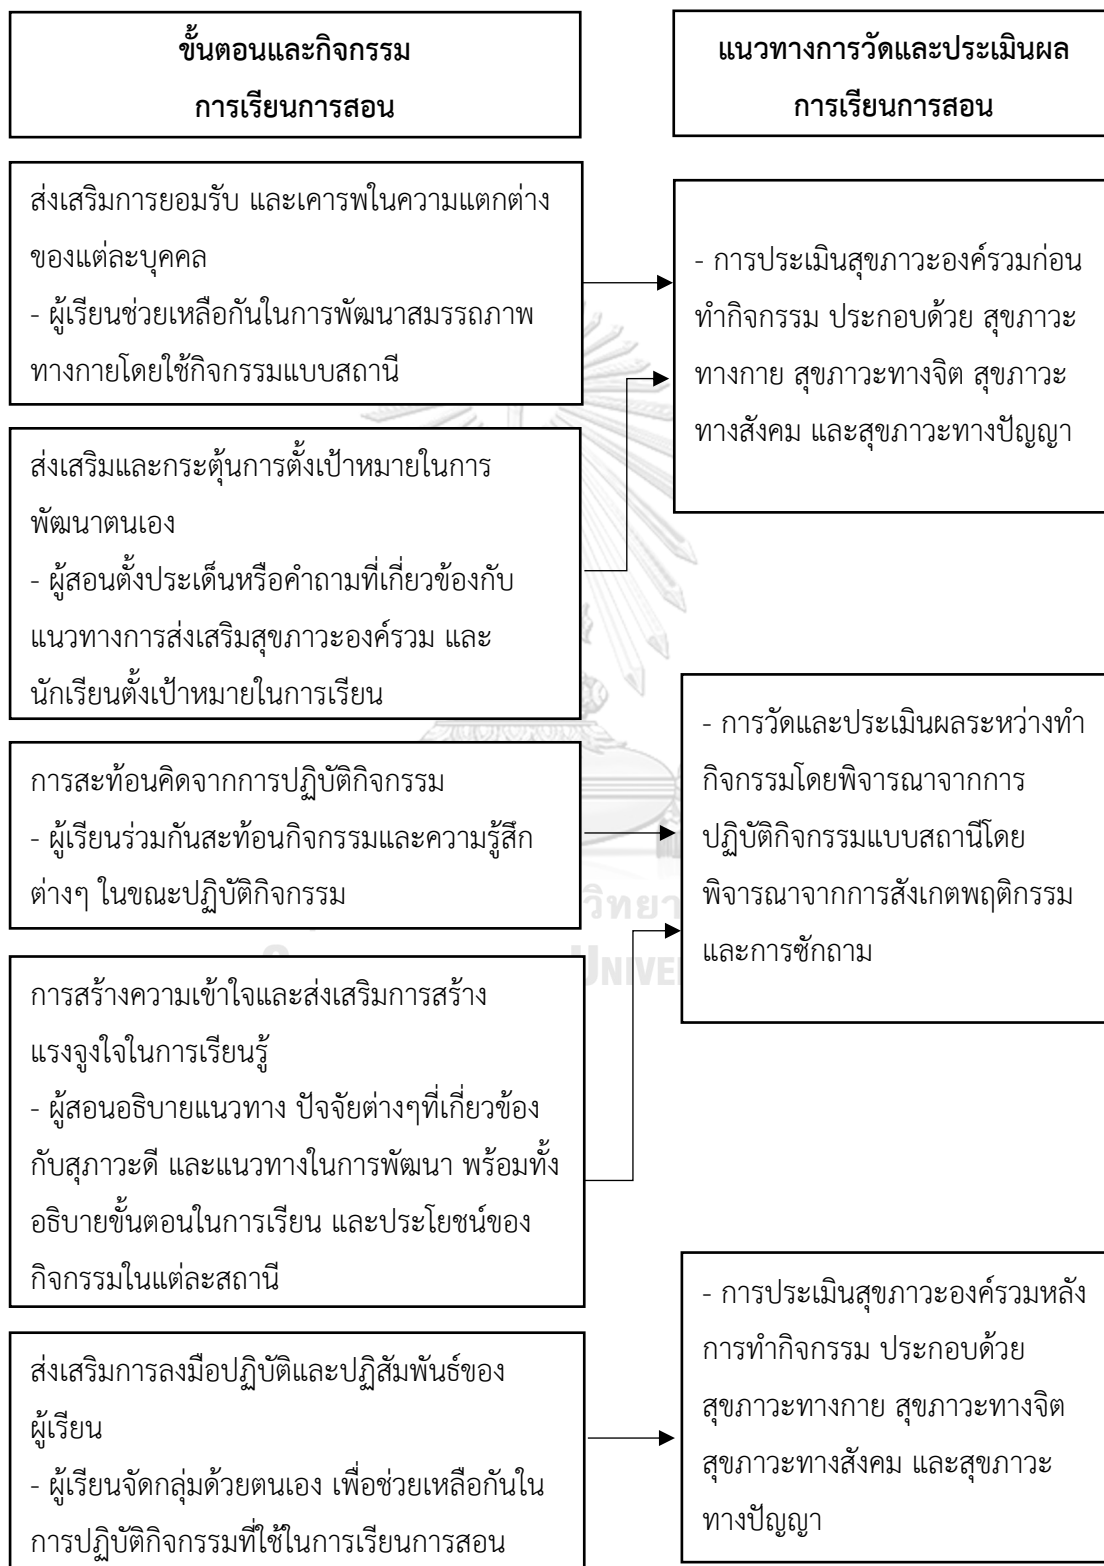 ขั้นตอนและกิจกรรม
การเรียนการสอน
แนวทางการวัดและประเมินผล
การเรียนการสอน
ส่งเสริมการยอมรับ และเคารพในความแตกต่าง
ของแต่ละบุคคล
- ผู้เรียนช่วยเหลือกันในการพัฒนาสมรรถภาพ
ทางกายโดยใช้กิจกรรมแบบสถานี
- การประเมินสุขภาวะองค์รวมก่อน
ทำกิจกรรม ประกอบด้วย สุขภาวะ
ทางกาย สุขภาวะทางจิต สุขภาวะ
ทางสังคม และสุขภาวะทางปัญญา
ส่งเสริมและกระตุ้นการตั้งเป้าหมายในการ
พัฒนาตนเอง
- ผู้สอนตั้งประเด็นหรือคำถามที่เกี่ยวข้องกับ
แนวทางการส่งเสริมสุขภาวะองค์รวม และ
นักเรียนตั้งเป้าหมายในการเรียน
การสะท้อนคิดจากการปฏิบัติกิจกรรม
- ผู้เรียนร่วมกันสะท้อนกิจกรรมและความรู้สึก
ต่างๆ ในขณะปฏิบัติกิจกรรม
- การวัดและประเมินผลระหว่างทำ
กิจกรรมโดยพิจารณาจากการ
ปฏิบัติกิจกรรมแบบสถานีโดย
พิจารณาจากการสังเกตพฤติกรรม
และการซักถาม
วิทยา
UNIVE
การสร้างความเข้าใจและส่งเสริมการสร้าง
แรงจูงใจในการเรียนรู้
- ผู้สอนอธิบายแนวทาง ปัจจัยต่างๆที่เกี่ยวข้อง
กับสุภาวะดี และแนวทางในการพัฒนา พร้อมทั้ง
อธิบายขั้นตอนในการเรียน และประโยชน์ของ
กิจกรรมในแต่ละสถานี
ส่งเสริมการลงมือปฏิบัติและปฏิสัมพันธ์ของ
ผู้เรียน
- ผู้เรียนจัดกลุ่มด้วยตนเอง เพื่อช่วยเหลือกันใน
การปฏิบัติกิจกรรมที่ใช้ในการเรียนการสอน
- การประเมินสุขภาวะองค์รวมหลัง
การทำกิจกรรม ประกอบด้วย
สุขภาวะทางกาย สุขภาวะทางจิต
สุขภาวะทางสังคม และสุขภาวะ
ทางปัญญา